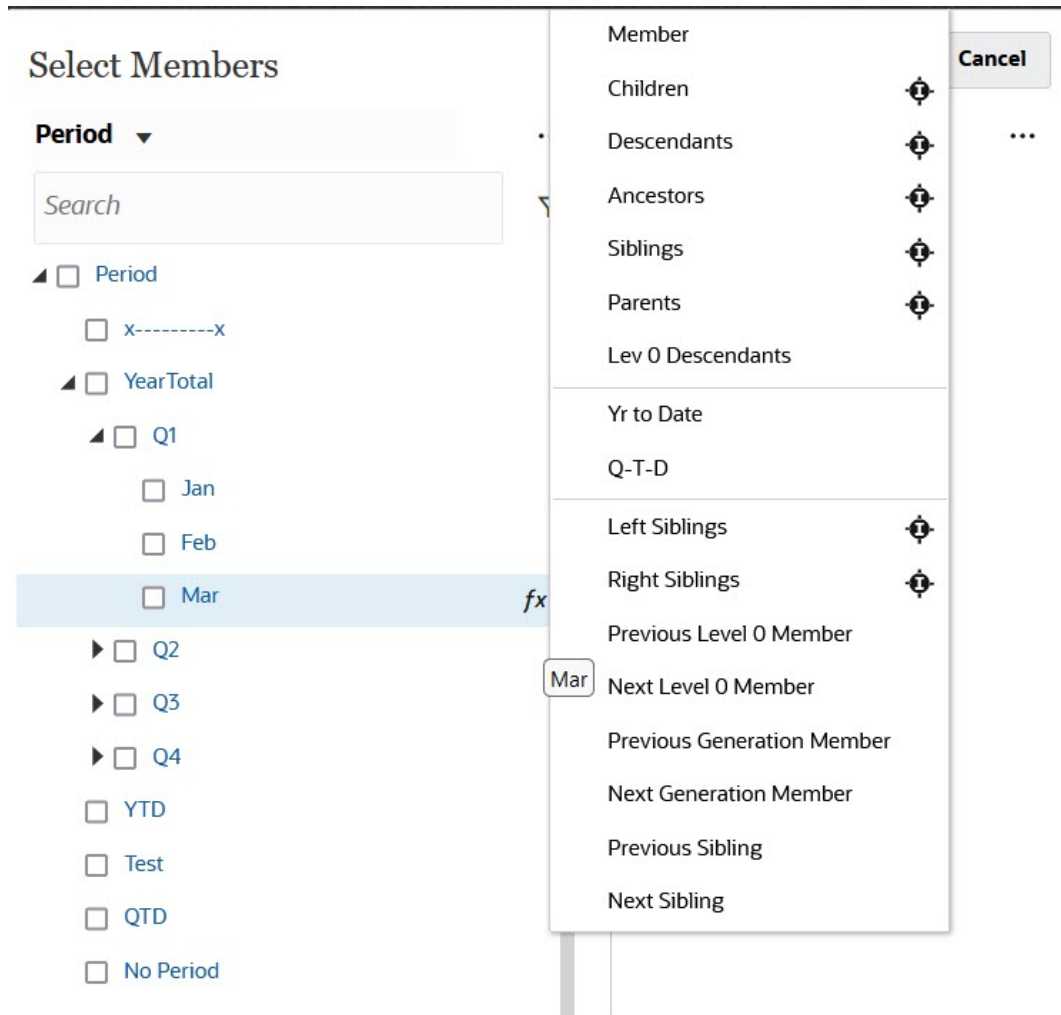 Select Members
Period
...
Search
Period
x---------x
YearTotal
Q1
Jan
Feb
Mar
fx
Q2
Q3
Q4
YTD
Test
QTD
No Period
Mar
Member
Children
Descendants
Ancestors
Siblings
Parents
Lev 0 Descendants
Yr to Date
Q-T-D
Left Siblings
Right Siblings
Previous Level 0 Member
Next Level 0 Member
Previous Generation Member
Next Generation Member
Previous Sibling
Next Sibling
Cancel
...